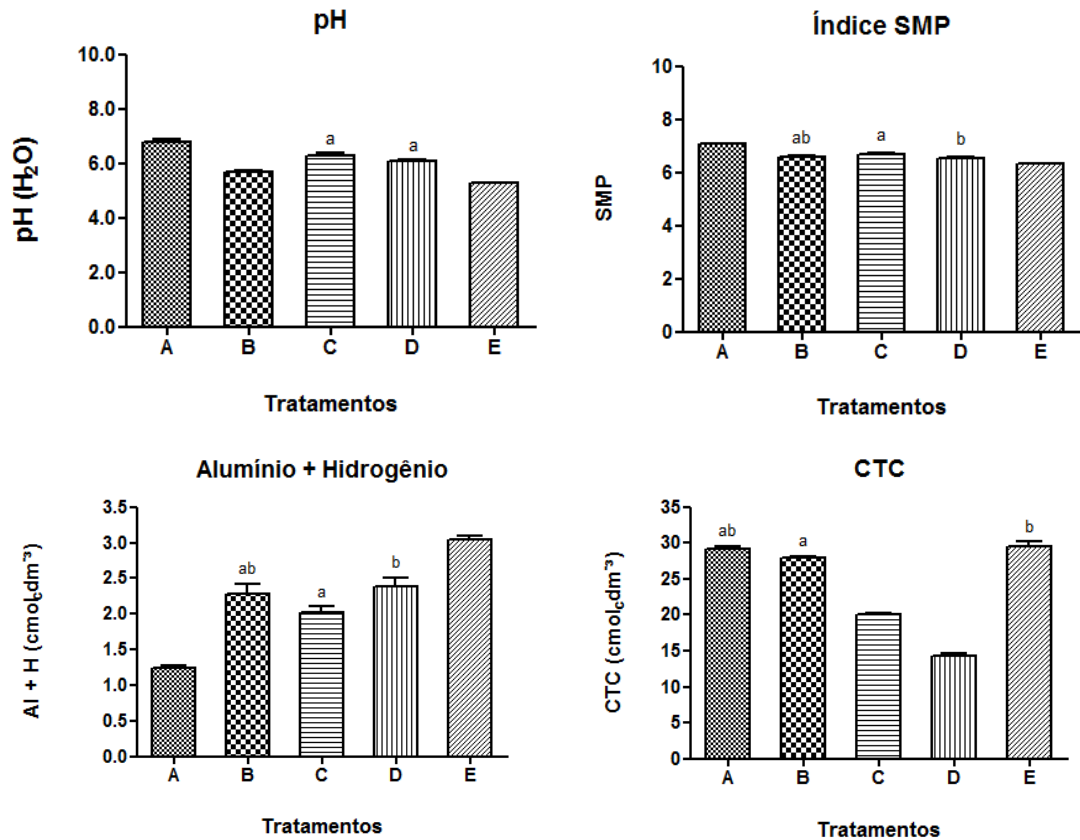 pH
pH (H₂O)
10.0
8.0
6.0
4.0
2.0
0.0
a
a
A B C D E
Tratamentos
Índice SMP
SMP
10
8
6
4
2
0
ab
a
b
A B C D E
Tratamentos
Alumínio + Hidrogênio
Al + H (cmolcdm⁻³)
3.5
3.0
2.5
2.0
1.5
1.0
0.5
0.0
ab
a
b
A B C D E
Tratamentos
CTC
CTC (cmolcdm⁻³)
35
30
25
20
15
10
5
0
ab
a
b
A B C D E
Tratamentos